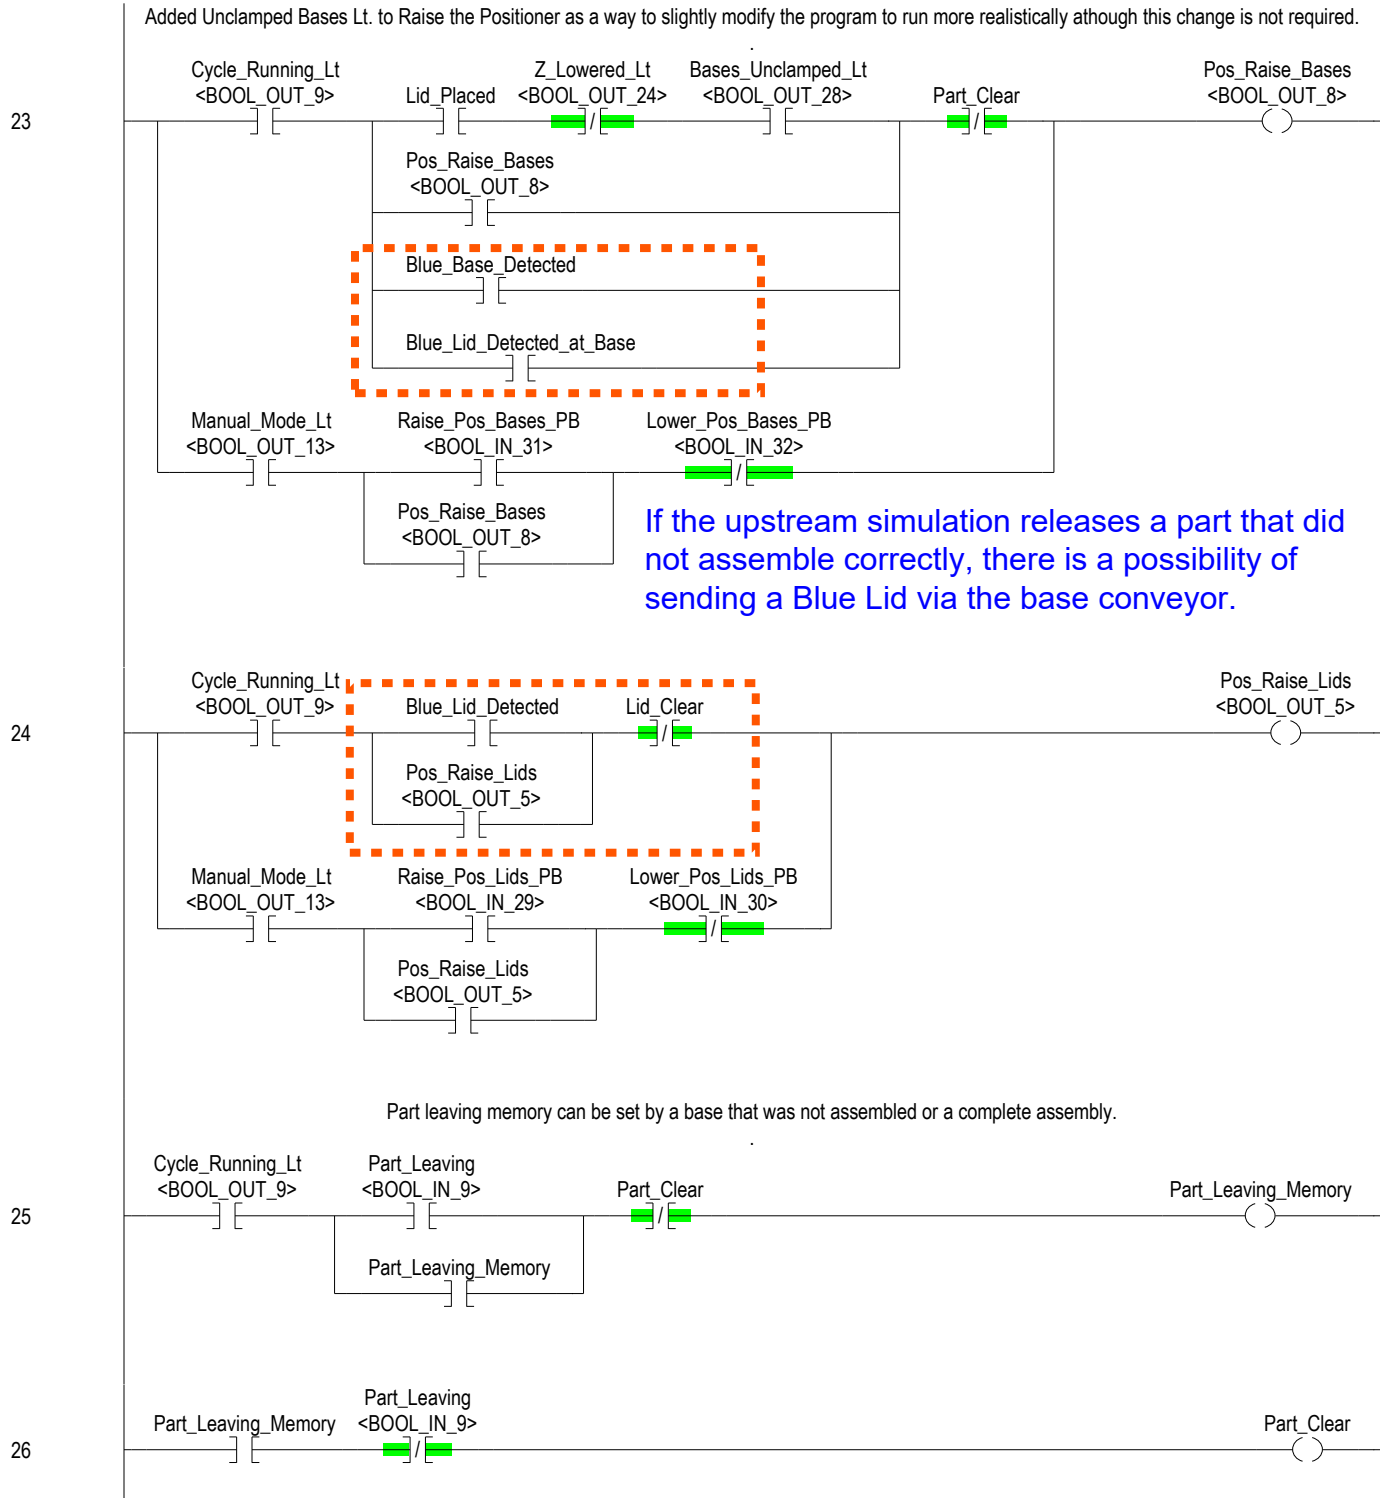 Added Unclamped Bases Lt. to Raise the Positioner as a way to slightly modify the program to run more realistically athough this change is not required.
.
Cycle_Running_Lt Z_Lowered_Lt Bases_Unclamped_Lt Pos_Raise_Bases
<BOOL_OUT_9> Lid_Placed <BOOL_OUT_24> <BOOL_OUT_28> Part_Clear <BOOL_OUT_8>
23
Pos_Raise_Bases
<BOOL_OUT_8>
Blue_Base_Detected
Blue_Lid_Detected_at_Base
Manual_Mode_Lt Raise_Pos_Bases_PB Lower_Pos_Bases_PB
<BOOL_OUT_13> <BOOL_IN_31> <BOOL_IN_32>
Pos_Raise_Bases
<BOOL_OUT_8>
If the upstream simulation releases a part that did
not assemble correctly, there is a possibility of
sending a Blue Lid via the base conveyor.
Cycle_Running_Lt Pos_Raise_Lids
<BOOL_OUT_9> Blue_Lid_Detected Lid_Clear <BOOL_OUT_5>
24
Pos_Raise_Lids
<BOOL_OUT_5>
Manual_Mode_Lt Raise_Pos_Lids_PB Lower_Pos_Lids_PB
<BOOL_OUT_13> <BOOL_IN_29> <BOOL_IN_30>
Pos_Raise_Lids
<BOOL_OUT_5>
Part leaving memory can be set by a base that was not assembled or a complete assembly.
.
Cycle_Running_Lt Part_Leaving
<BOOL_OUT_9> <BOOL_IN_9> Part_Clear Part_Leaving_Memory
25
Part_Leaving_Memory
Part_Leaving
Part_Leaving_Memory <BOOL_IN_9> Part_Clear
26